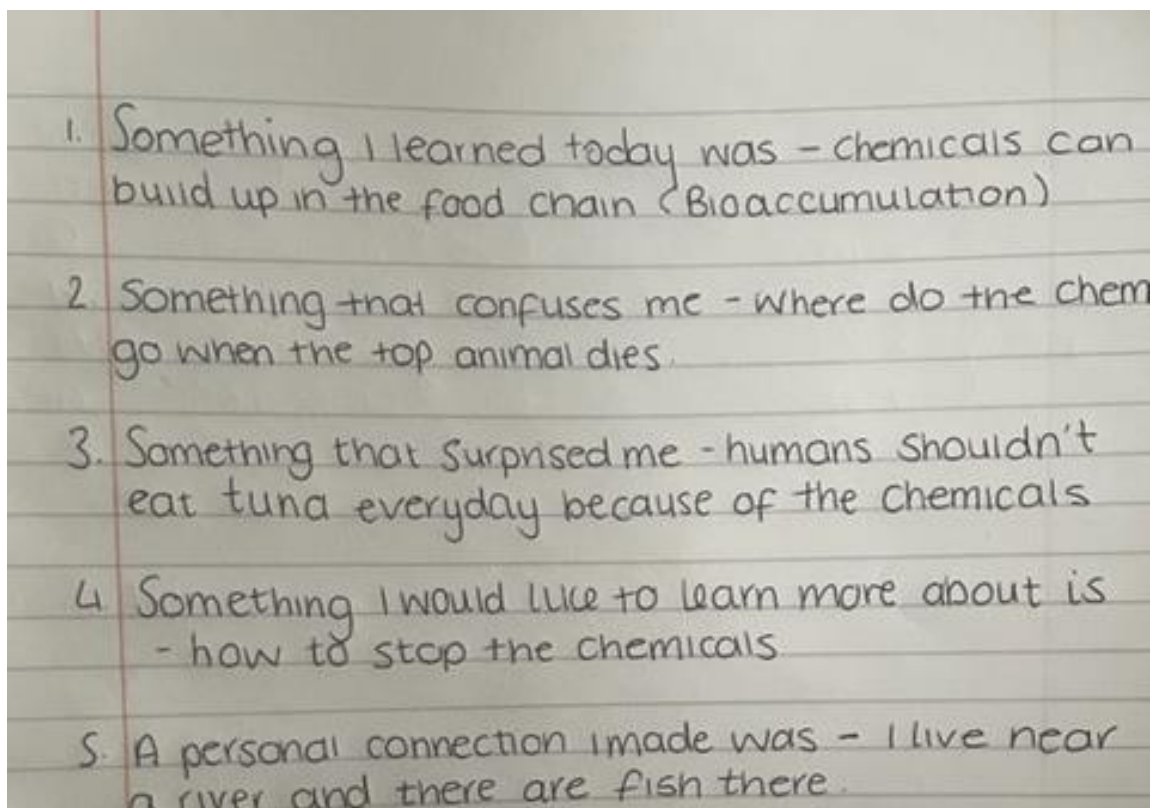 1. Something I learned today was - chemicals can
build up in the food chain (Bioaccumulation)
2. Something that confuses me - where do the chem
go when the top animal dies.
3. Something that surprised me - humans shouldn't
eat tuna everyday because of the chemicals
4 Something I would like to learn more about is
- how to stop the chemicals
5. A personal connection I made was - I live near
a river and there are fish there.